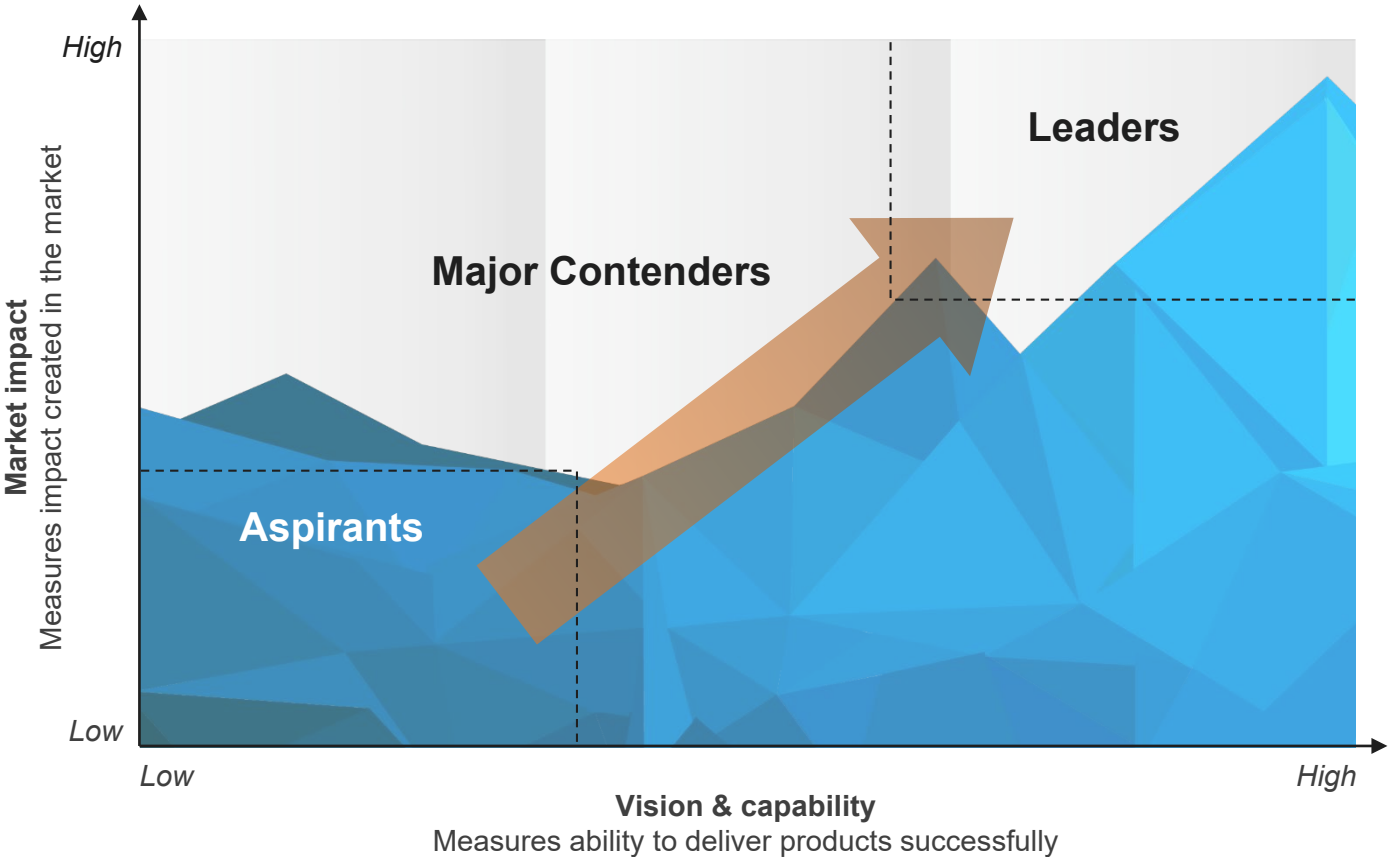 High
Leaders
Major Contenders
Market impact
Measures impact created in the market
Aspirants
Low
Low
High
Vision & capability
Measures ability to deliver products successfully